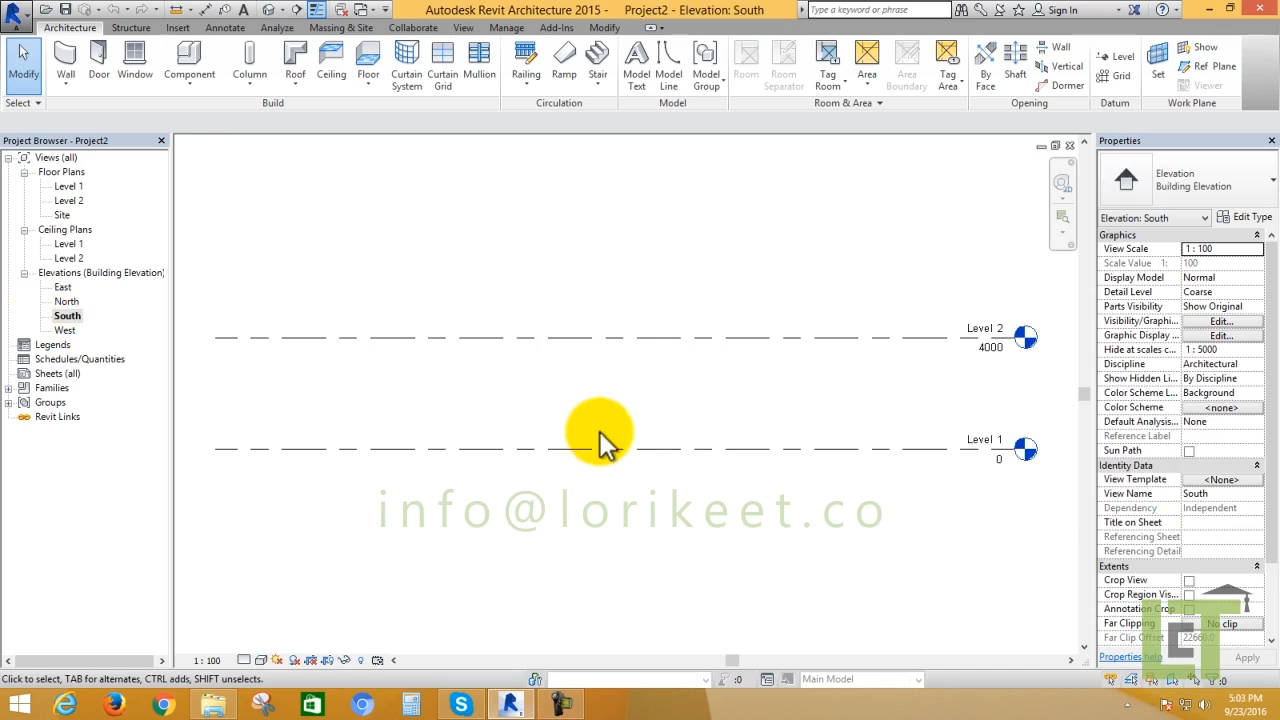 Autodesk Revit Architecture 2015 - Project2 - Elevation: South
Type a keyword or phrase
Sign In
Architecture Structure Insert Annotate Analyze Massing & Site Collaborate View Manage Add-Ins Modify
Modify Wall Door Window Component Column Roof Ceiling Floor Curtain System Curtain Grid Mullion Railing Ramp Stair Model Text Model Line Model Group Room Room Separator Tag Room Area Area Boundary Tag Area By Face Shaft Wall Vertical Dormer Level Grid Set Show Ref Plane Viewer
Select Build Circulation Model Room & Area Opening Datum Work Plane
Project Browser - Project2
Views (all)
Floor Plans
Level 1
Level 2
Site
Ceiling Plans
Level 1
Level 2
Elevations (Building Elevation)
East
North
South
West
Legends
Schedules/Quantities
Sheets (all)
Families
Groups
Revit Links
2D
Level 2
4000
Level 1
0
info@lorikeet.co
Properties
Elevation
Building Elevation
Elevation: South Edit Type
Graphics
View Scale 1 : 100
Scale Value 1: 100
Display Model Normal
Detail Level Coarse
Parts Visibility Show Original
Visibility/Graphi... Edit...
Graphic Display ... Edit...
Hide at scales c... 1 : 5000
Discipline Architectural
Show Hidden Li... By Discipline
Color Scheme L... Background
Color Scheme <none>
Default Analysis... None
Reference Label
Sun Path
Identity Data
View Template <None>
View Name South
Dependency Independent
Title on Sheet
Referencing Sheet
Referencing Detail
Extents
Crop View
Crop Region Vis...
Annotation Crop
Far Clipping No clip
Far Clip Offset 22660.0
Properties help Apply
1 : 100
Click to select, TAB for alternates, CTRL adds, SHIFT unselects.
:0
Main Model
:0
5:03 PM
9/23/2016